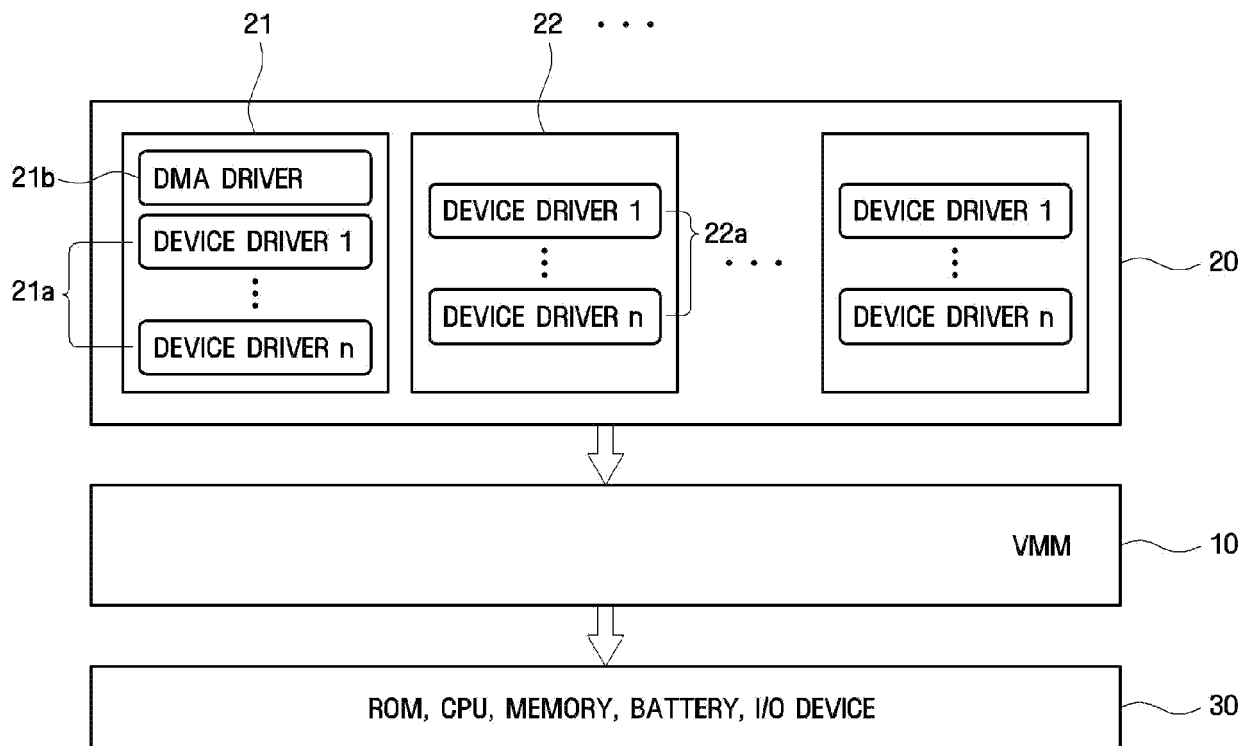 21
22 • • •
21b
DMA DRIVER
DEVICE DRIVER 1
21a
DEVICE DRIVER n
DEVICE DRIVER 1
22a
DEVICE DRIVER n
• • •
DEVICE DRIVER 1
DEVICE DRIVER n
20
VMM
10
ROM, CPU, MEMORY, BATTERY, I/O DEVICE
30